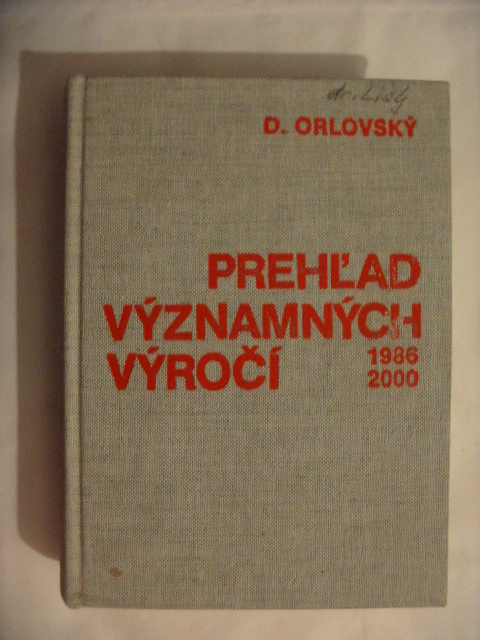 D. ORLOVSKÝ
PREHĽAD
VÝZNAMNÝCH
VÝROČÍ 1986
2000